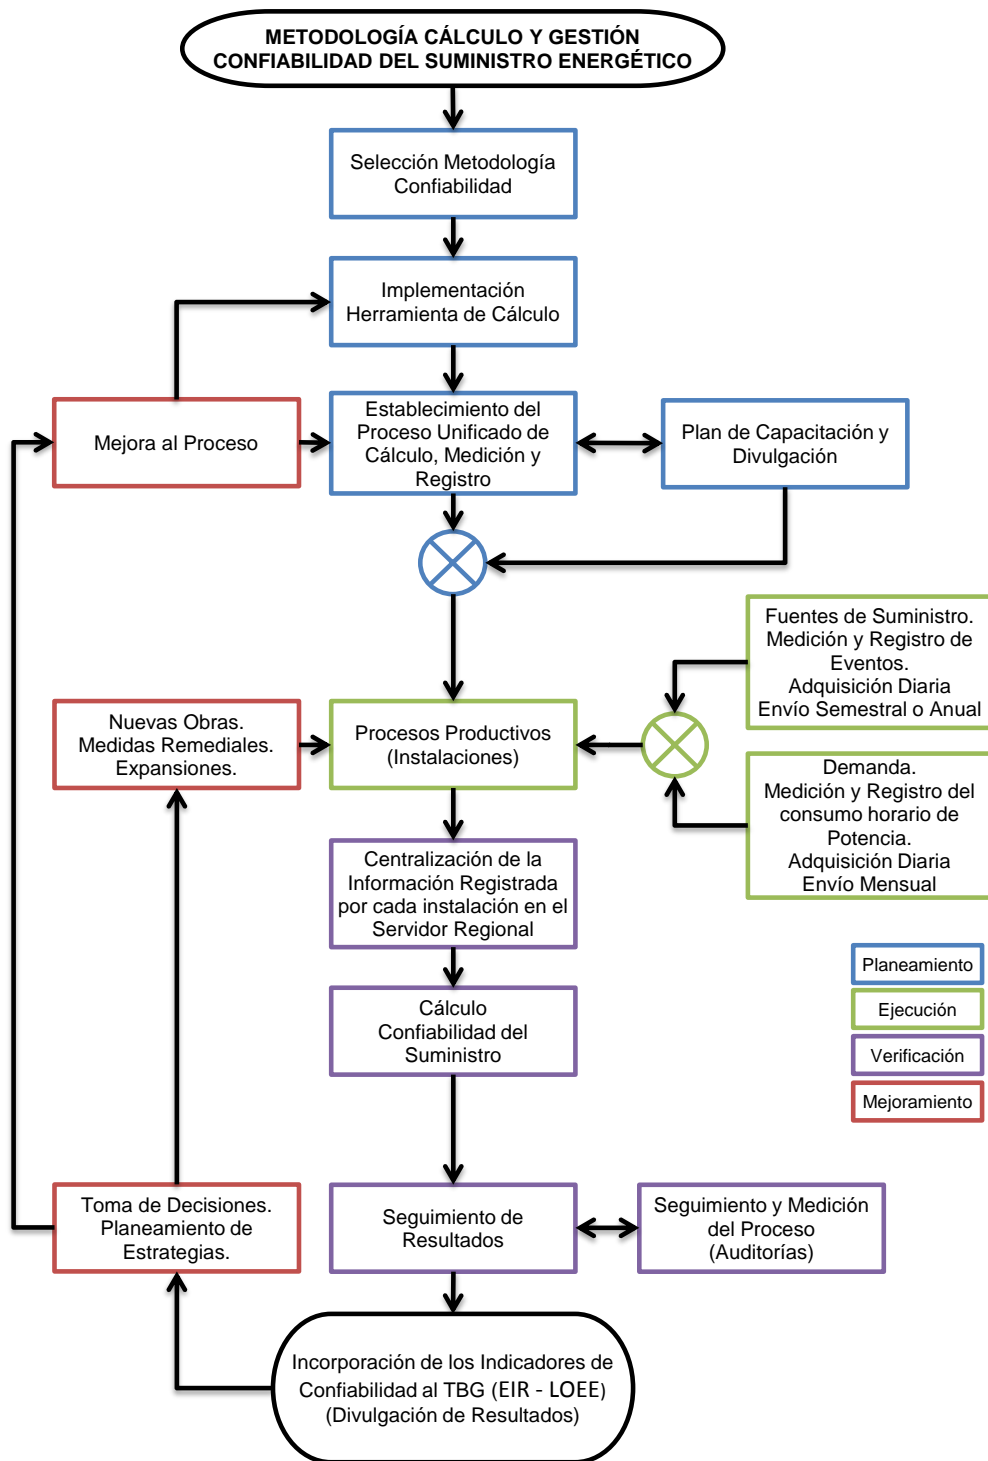 METODOLOGÍA CÁLCULO Y GESTIÓN
CONFIABILIDAD DEL SUMINISTRO ENERGÉTICO
Selección Metodología
Confiabilidad
Implementación
Herramienta de Cálculo
Mejora al Proceso
Establecimiento del
Proceso Unificado de
Cálculo, Medición y
Registro
Plan de Capacitación y
Divulgación
Fuentes de Suministro.
Medición y Registro de
Eventos.
Adquisición Diaria
Envío Semestral o Anual
Nuevas Obras.
Medidas Remediales.
Expansiones.
Procesos Productivos
(Instalaciones)
Demanda.
Medición y Registro del
consumo horario de
Potencia.
Adquisición Diaria
Envío Mensual
Centralización de la
Información Registrada
por cada instalación en el
Servidor Regional
Planeamiento
Ejecución
Verificación
Mejoramiento
Cálculo
Confiabilidad del
Suministro
Toma de Decisiones.
Planeamiento de
Estrategias.
Seguimiento de
Resultados
Seguimiento y Medición
del Proceso
(Auditorías)
Incorporación de los Indicadores de
Confiabilidad al TBG (EIR - LOEE)
(Divulgación de Resultados)